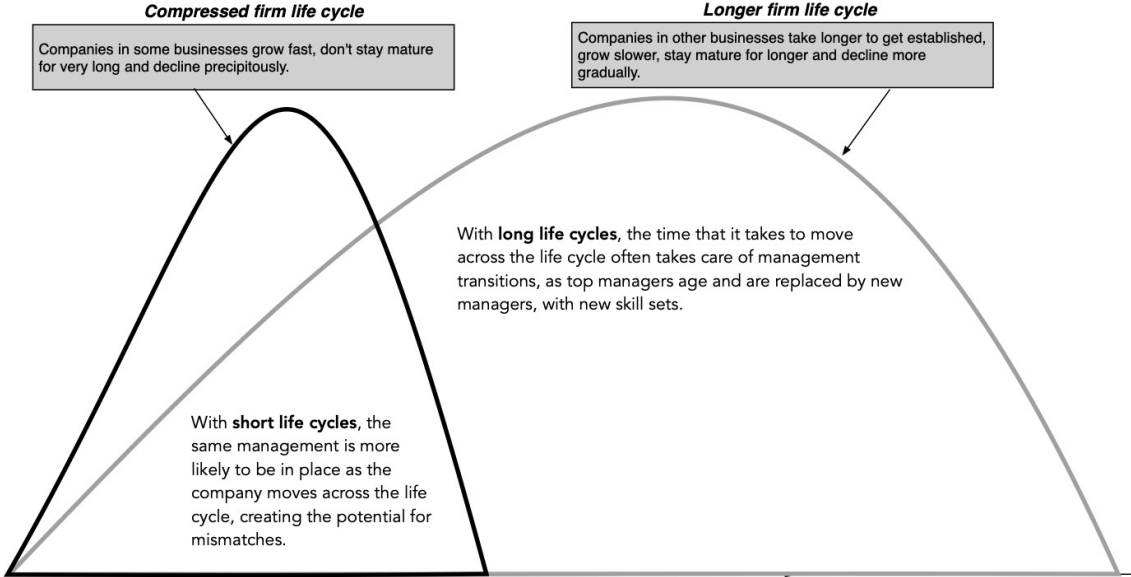 Compressed firm life cycle
Companies in some businesses grow fast, don't stay mature
for very long and decline precipitously.
Longer firm life cycle
Companies in other businesses take longer to get established,
grow slower, stay mature for longer and decline more
gradually.
With long life cycles, the time that it takes to move
across the life cycle often takes care of management
transitions, as top managers age and are replaced by new
managers, with new skill sets.
With short life cycles, the
same management is more
likely to be in place as the
company moves across the life
cycle, creating the potential for
mismatches.